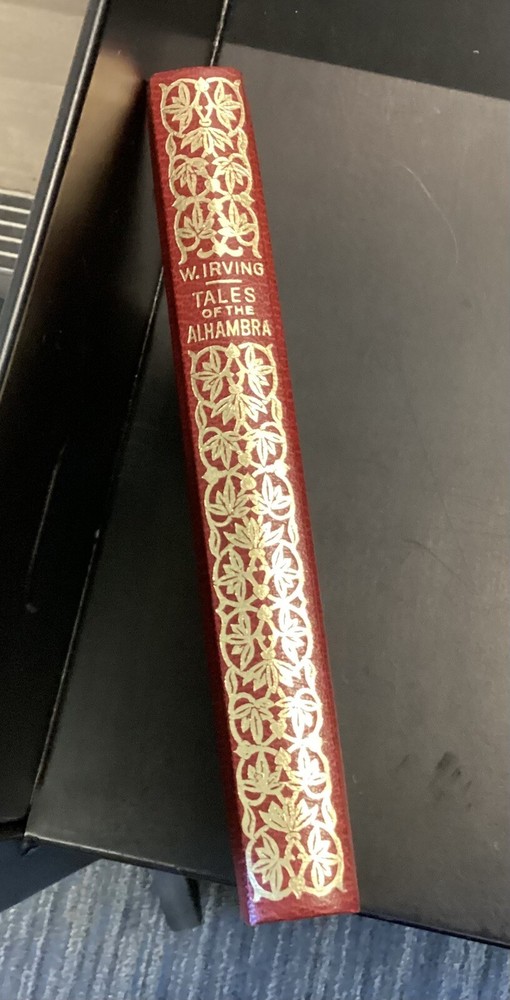 W. IRVING
TALES
OF THE
ALHAMBRA